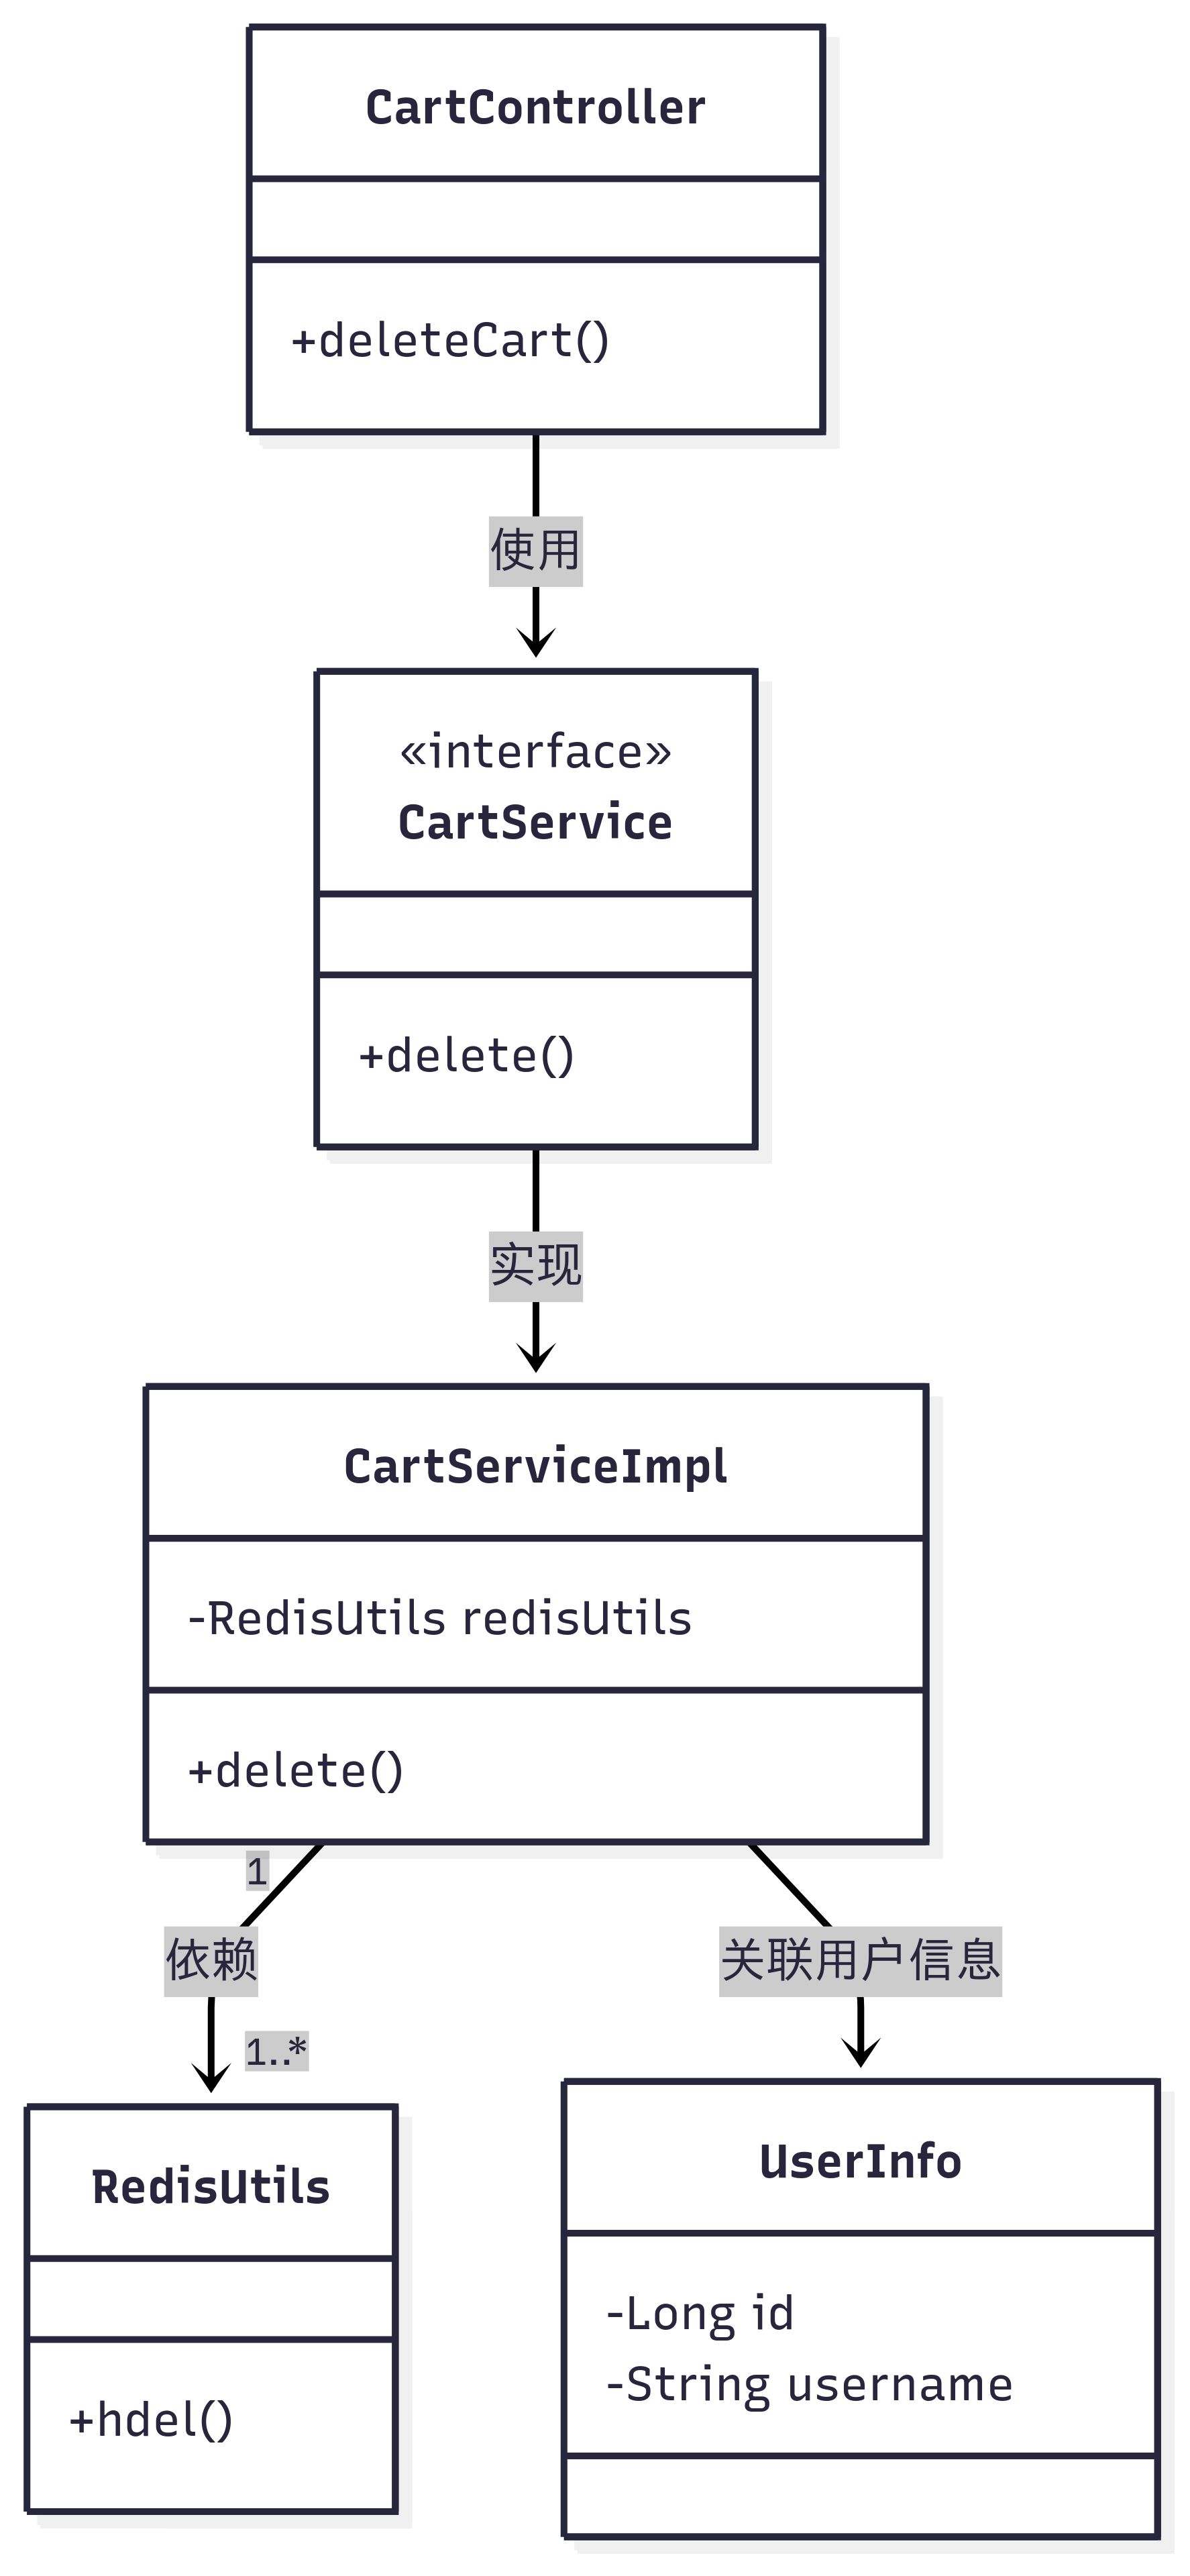 CartController
+deleteCart()
使用
«interface»
CartService
+delete()
实现
CartServiceImpl
-RedisUtils redisUtils
+delete()
1
依赖
关联用户信息
1..*
RedisUtils
+hdel()
UserInfo
-Long id
-String username